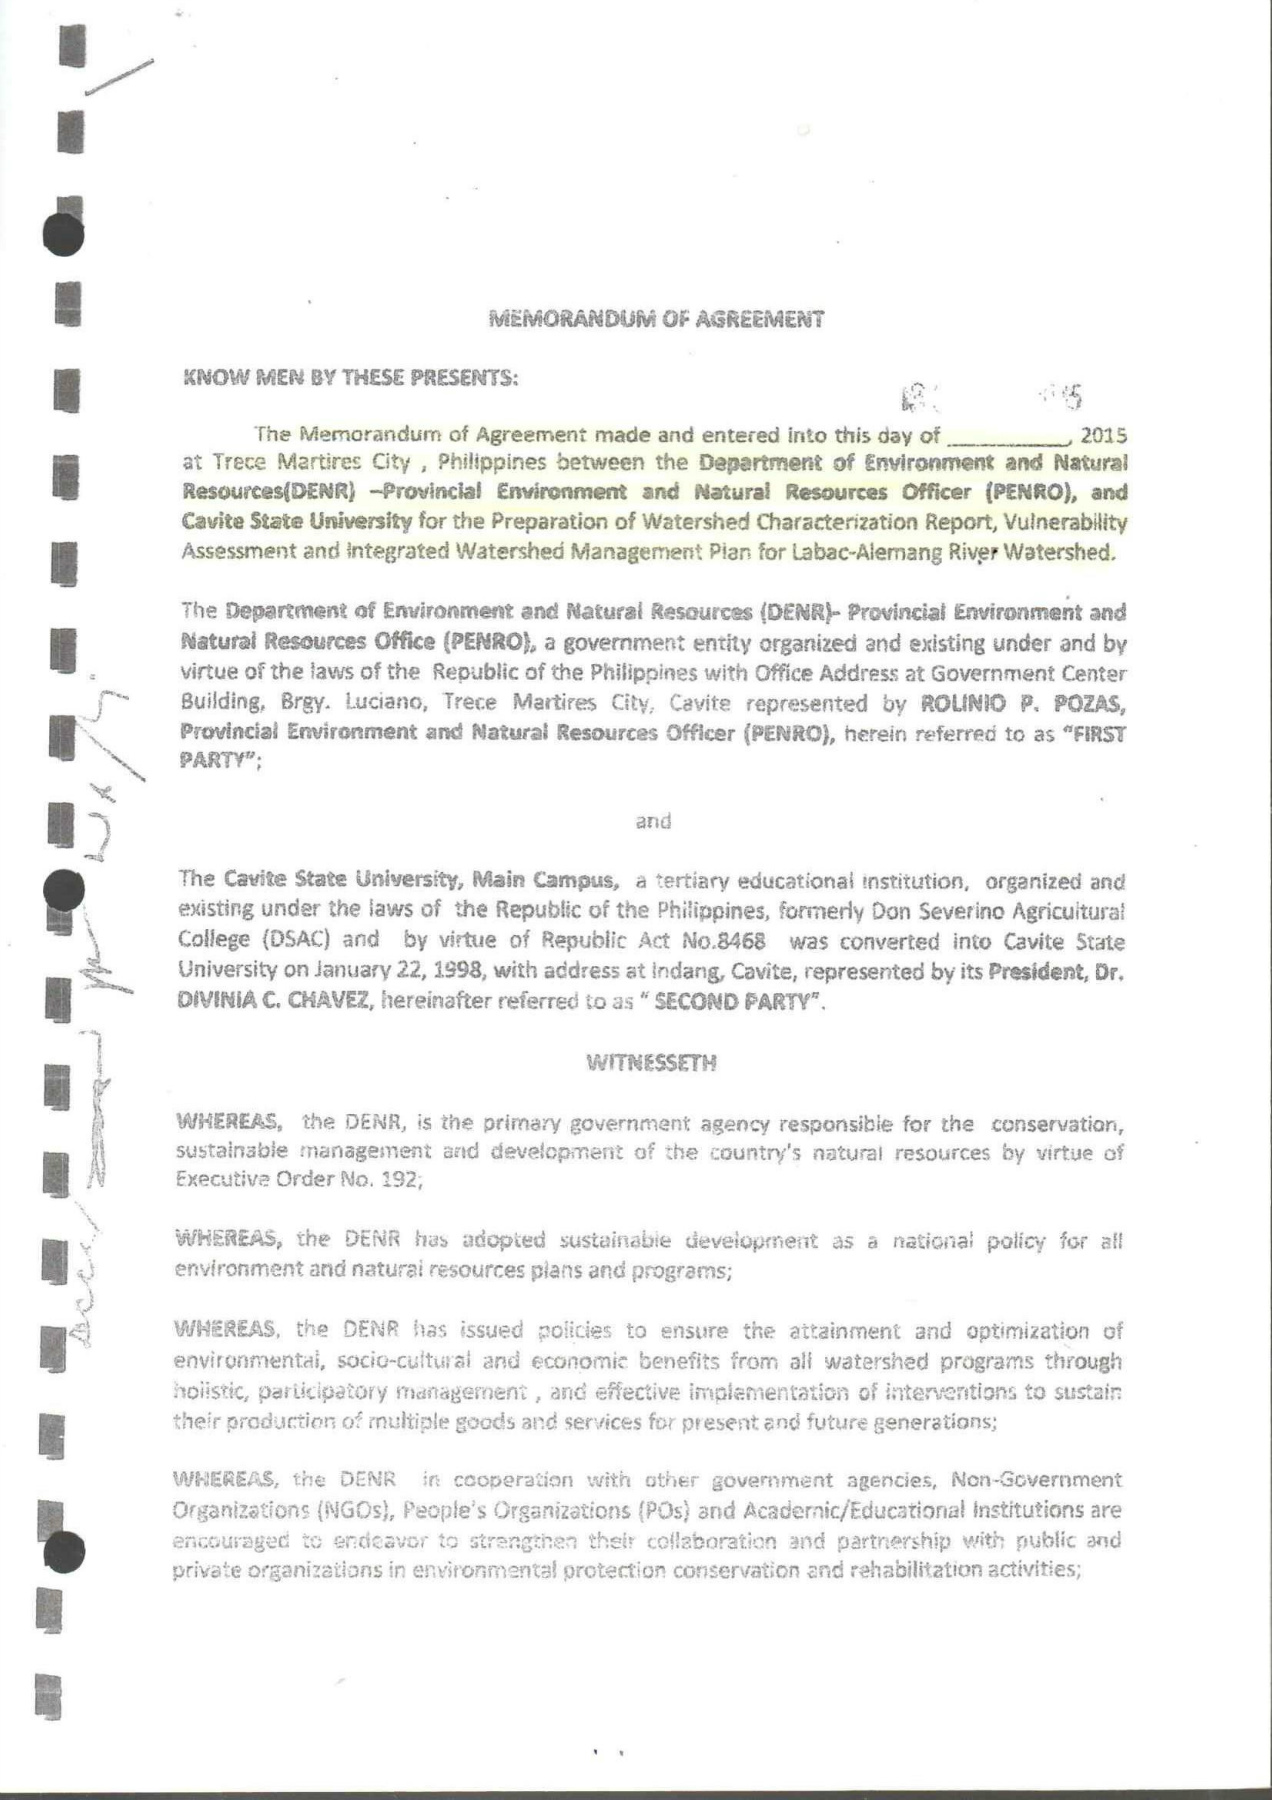 MEMORANDUM OF AGREEMENT
KNOW MEN BY THESE PRESENTS:
The Memorandum of Agreement made and entered into this day of ____________, 2015
at Trece Martires City , Philippines between the Department of Environment and Natural
Resources(DENR) –Provincial Environment and Natural Resources Officer (PENRO), and
Cavite State University for the Preparation of Watershed Characterization Report, Vulnerability
Assessment and Integrated Watershed Management Plan for Labac-Alemang River Watershed.
The Department of Environment and Natural Resources (DENR)- Provincial Environment and
Natural Resources Office (PENRO), a government entity organized and existing under and by
virtue of the laws of the Republic of the Philippines with Office Address at Government Center
Building, Brgy. Luciano, Trece Martires City, Cavite represented by ROLINIO P. POZAS,
Provincial Environment and Natural Resources Officer (PENRO), herein referred to as “FIRST
PARTY”;
and
The Cavite State University, Main Campus, a tertiary educational institution, organized and
existing under the laws of the Republic of the Philippines, formerly Don Severino Agricultural
College (DSAC) and by virtue of Republic Act No.8468 was converted into Cavite State
University on January 22, 1998, with address at Indang, Cavite, represented by its President, Dr.
DIVINIA C. CHAVEZ, hereinafter referred to as “ SECOND PARTY”.
WITNESSETH
WHEREAS, the DENR, is the primary government agency responsible for the conservation,
sustainable management and development of the country's natural resources by virtue of
Executive Order No. 192;
WHEREAS, the DENR has adopted sustainable development as a national policy for all
environment and natural resources plans and programs;
WHEREAS, the DENR has issued policies to ensure the attainment and optimization of
environmental, socio-cultural and economic benefits from all watershed programs through
holistic, participatory management , and effective implementation of interventions to sustain
their production of multiple goods and services for present and future generations;
WHEREAS, the DENR in cooperation with other government agencies, Non-Government
Organizations (NGOs), People's Organizations (POs) and Academic/Educational Institutions are
encouraged to endeavor to strengthen their collaboration and partnership with public and
private organizations in environmental protection conservation and rehabilitation activities;